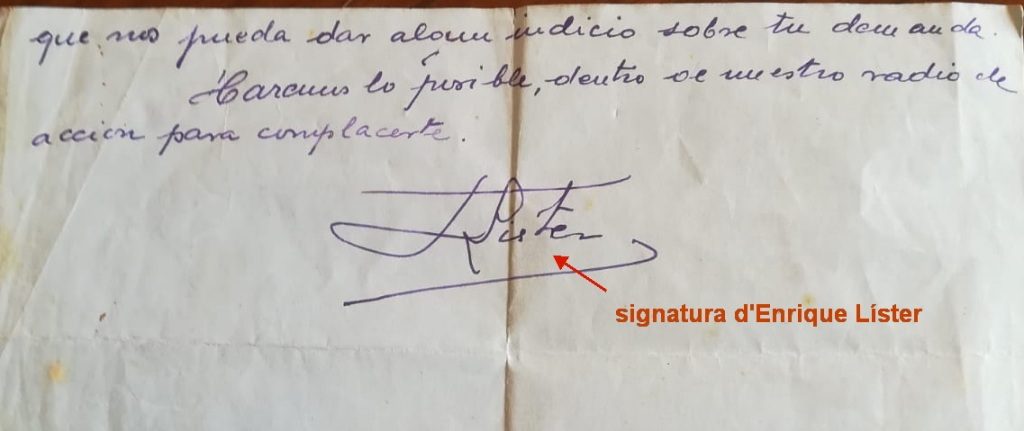 que nos pueda dar aloun indicio sobre tu demanda.
Haremos lo posible, dentro de nuestro radio de
accion para complacerte.
Líster
signatura d'Enrique Líster